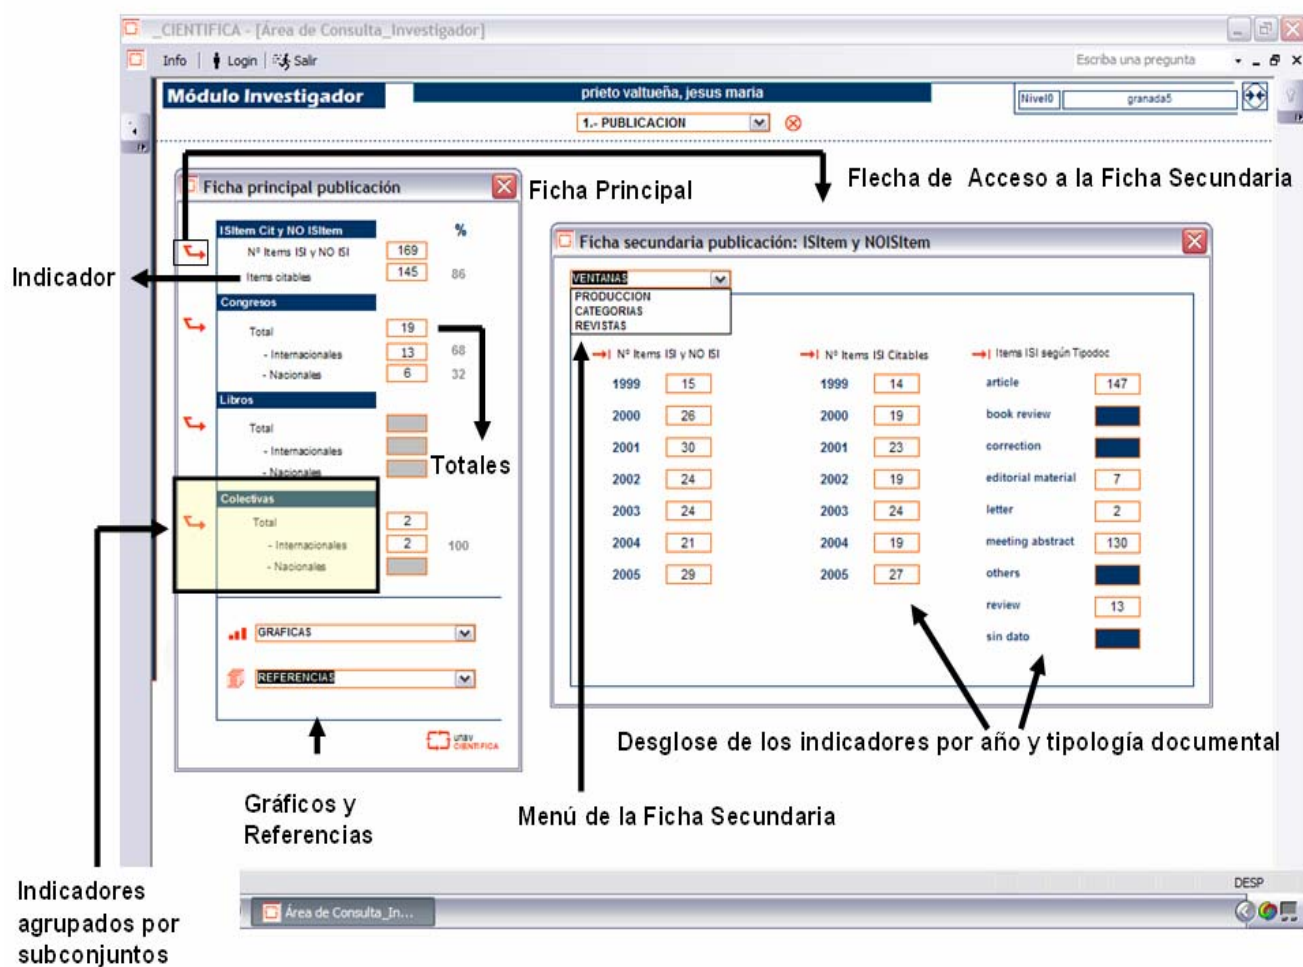 _CIENTIFICA - [Área de Consulta_Investigador]
Info Login Salir Escriba una pregunta
Módulo Investigador prieto valtueña, jesus maria Nivel0 granada5
1.- PUBLICACION
Ficha principal publicación
Ficha Principal
Flecha de Acceso a la Ficha Secundaria
ISItem Cit y NO ISItem %
Nº Items ISI y NO ISI 169
Items citables 145 86
Indicador
Congresos
Total 19
- Internacionales 13 68
- Nacionales 6 32
Libros
Total
- Internacionales
- Nacionales
Totales
Colectivas
Total 2
- Internacionales 2 100
- Nacionales
GRAFICAS
REFERENCIAS
unav
CIENTIFICA
Gráficos y
Referencias
Indicadores
agrupados por
subconjuntos
Ficha secundaria publicación: ISItem y NOISItem
VENTANAS
PRODUCCION
CATEGORIAS
REVISTAS
Nº Items ISI y NO ISI Nº Items ISI Citables Items ISI según Tipodoc
1999 15 1999 14 article 147
2000 26 2000 19 book review
2001 30 2001 23 correction
2002 24 2002 19 editorial material 7
2003 24 2003 24 letter 2
2004 21 2004 19 meeting abstract 130
2005 29 2005 27 others
review 13
sin dato
Desglose de los indicadores por año y tipología documental
Menú de la Ficha Secundaria
DESP
Área de Consulta_In...